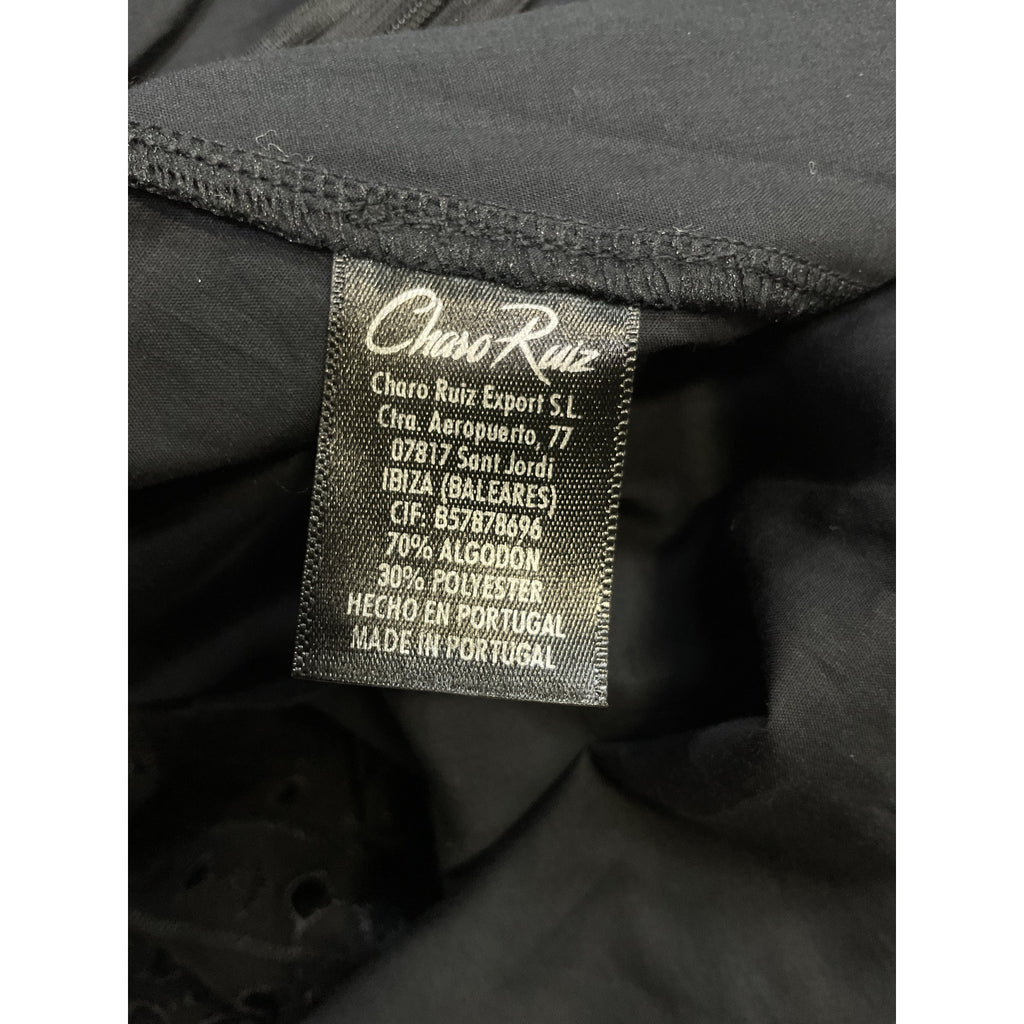 Charo Ruiz
Charo Ruiz Export S.L.
Ctra. Aeropuerto, 77
07817 Sant Jordi
IBIZA (BALEARES)
CIF: B57878696
70% ALGODON
30% POLYESTER
HECHO EN PORTUGAL
MADE IN PORTUGAL